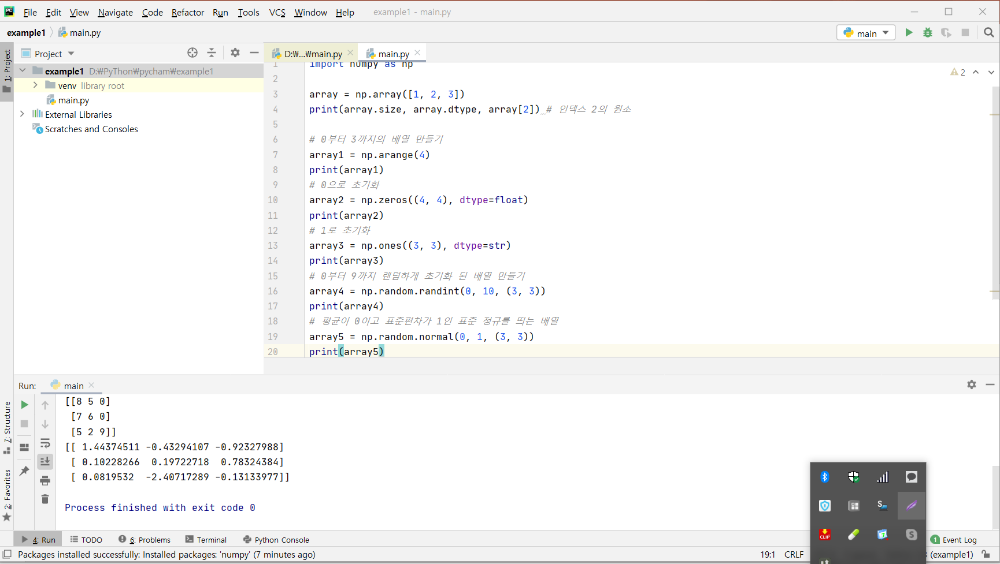 File Edit View Navigate Code Refactor Run Tools VCS Window Help example1 - main.py
example1 main.py
main
1: Project
Project
D:₩...₩main.py
main.py
example1 D:₩PyThon₩pycham₩example1
venv library root
main.py
External Libraries
Scratches and Consoles
2
1 import numpy as np
2
3 array = np.array([1, 2, 3])
4 print(array.size, array.dtype, array[2]) # 인덱스 2의 원소
5
6 # 0부터 3까지의 배열 만들기
7 array1 = np.arange(4)
8 print(array1)
9 # 0으로 초기화
10 array2 = np.zeros((4, 4), dtype=float)
11 print(array2)
12 # 1로 초기화
13 array3 = np.ones((3, 3), dtype=str)
14 print(array3)
15 # 0부터 9까지 랜덤하게 초기화 된 배열 만들기
16 array4 = np.random.randint(0, 10, (3, 3))
17 print(array4)
18 # 평균이 0이고 표준편차가 1인 표준 정규를 띄는 배열
19 array5 = np.random.normal(0, 1, (3, 3))
20 print(array5)
Run: main
7: Structure
2: Favorites
[[8 5 0]
[7 6 0]
[5 2 9]]
[[ 1.44374511 -0.43294107 -0.92327988]
[ 0.10228266  0.19722718  0.78324384]
[ 0.0819532  -2.40717289 -0.13133977]]
Process finished with exit code 0
CLIP
4: Run TODO 6: Problems Terminal Python Console 1 Event Log
Packages installed successfully: Installed packages: 'numpy' (7 minutes ago) 19:1 CRLF (example1)